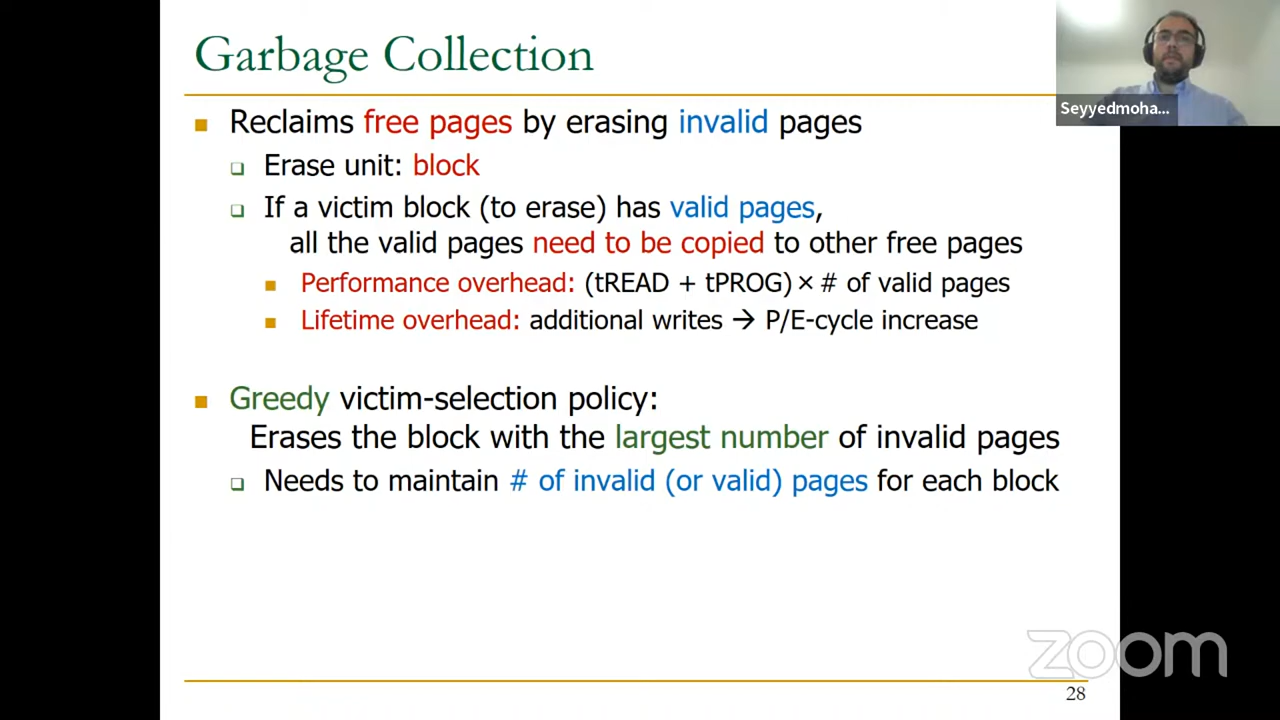 Garbage Collection
Seyyedmoha...
Reclaims free pages by erasing invalid pages
Erase unit: block
If a victim block (to erase) has valid pages,
all the valid pages need to be copied to other free pages
Performance overhead: (tREAD + tPROG) × # of valid pages
Lifetime overhead: additional writes → P/E-cycle increase
Greedy victim-selection policy:
Erases the block with the largest number of invalid pages
Needs to maintain # of invalid (or valid) pages for each block
zoom
28